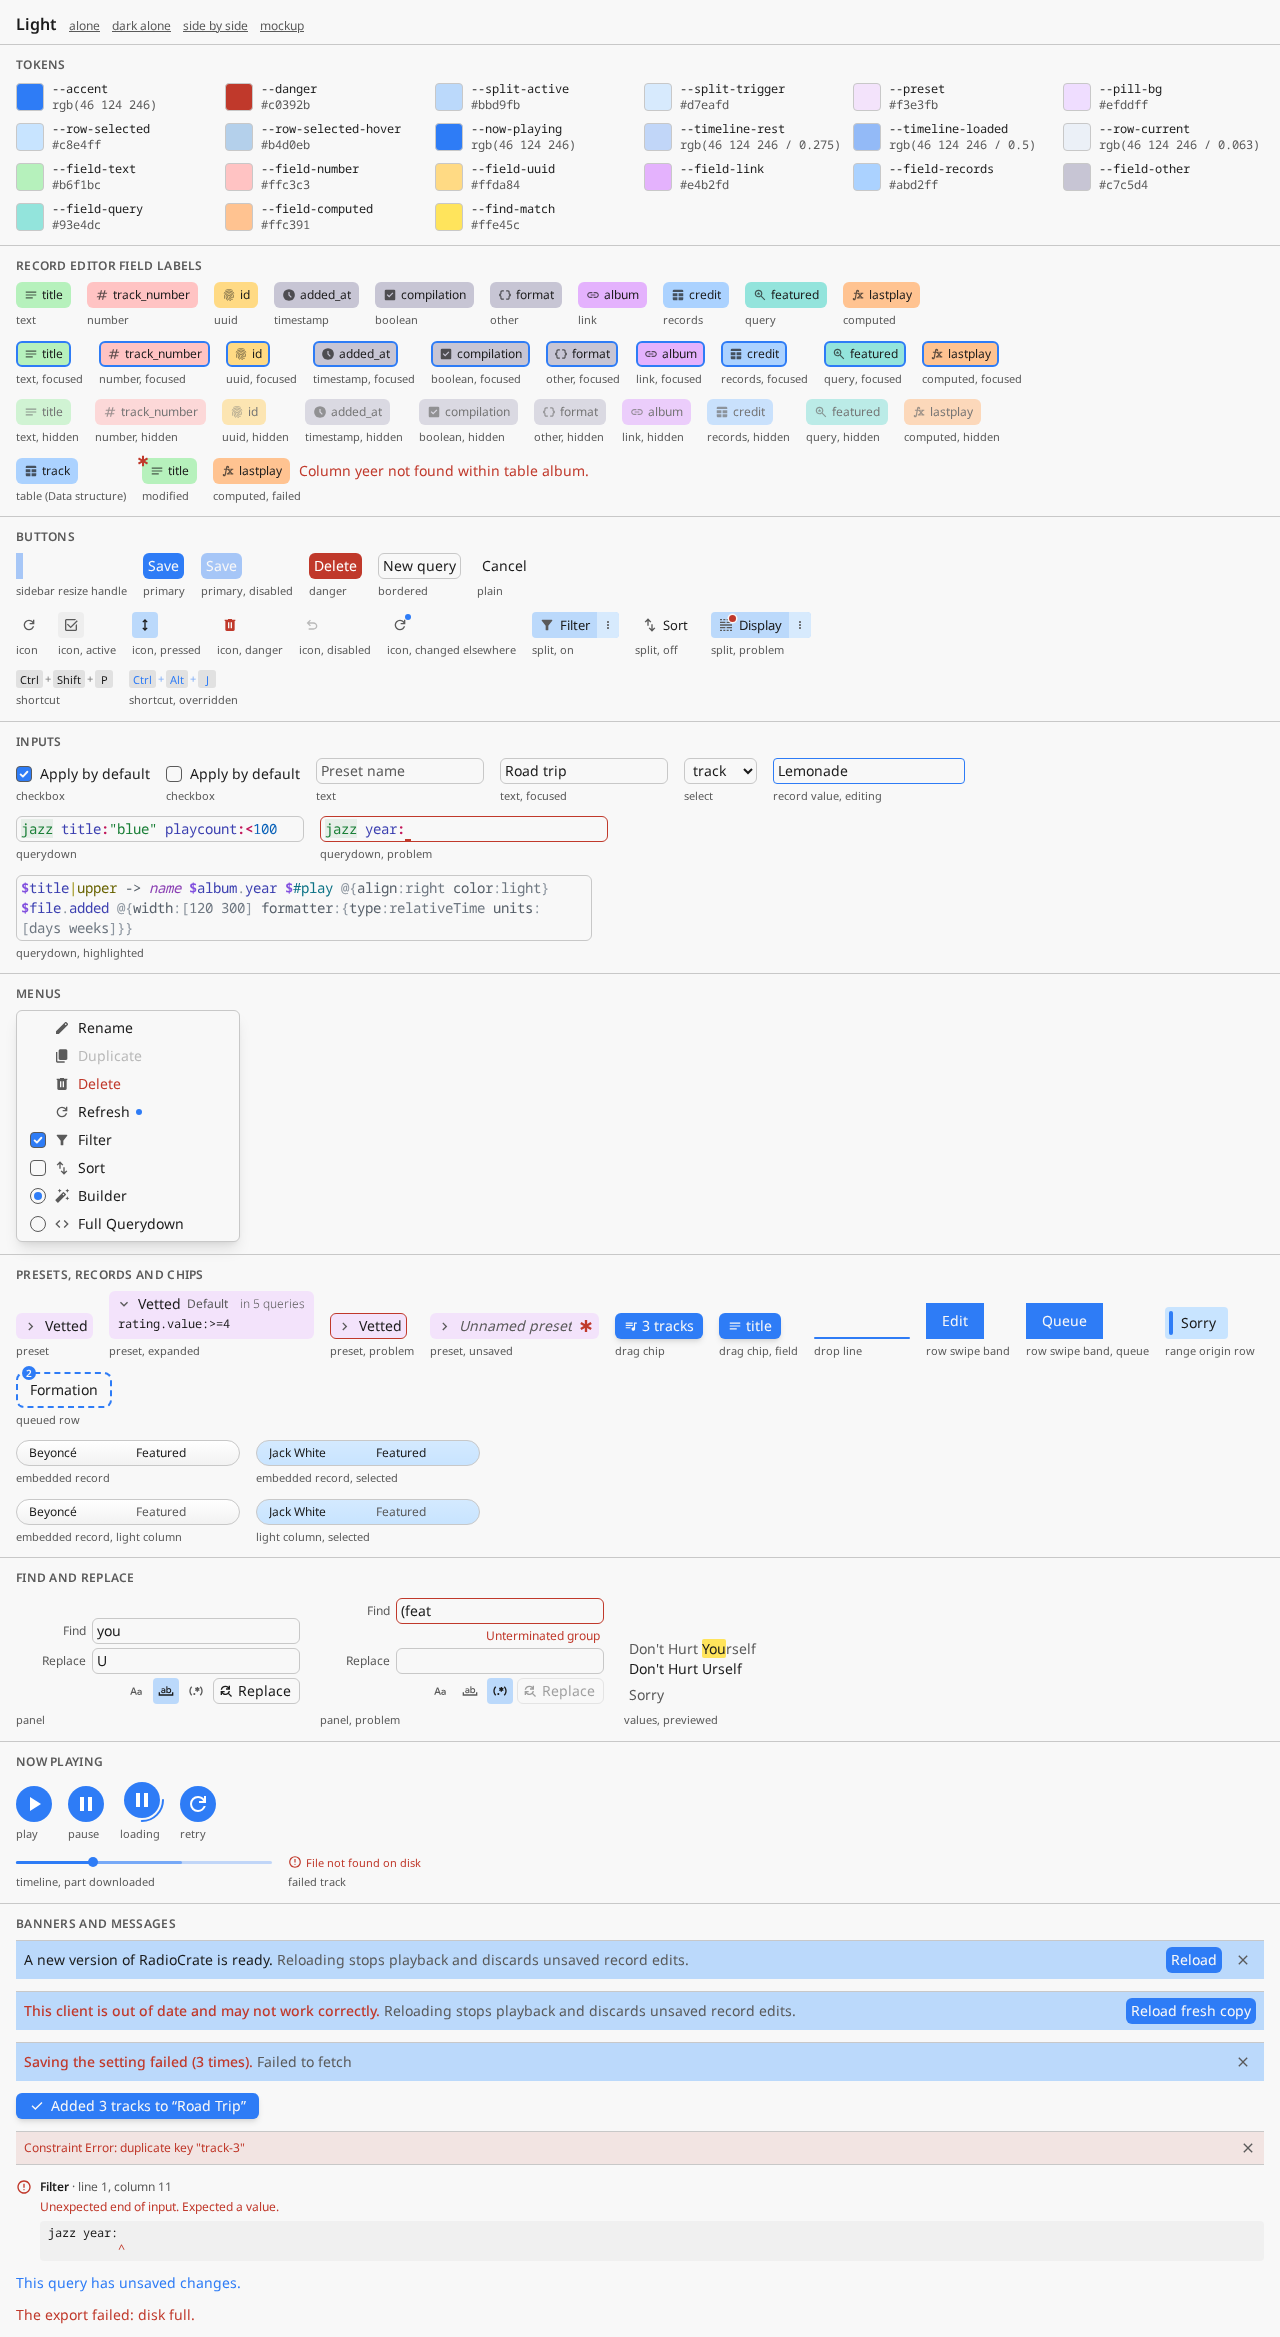 Light alone dark alone side by side mockup
TOKENS
--accent --danger --split-active --split-trigger --preset --pill-bg
rgb(46 124 246) #c0392b #bbd9fb #d7eafd #f3e3fb #efddff
--row-selected --row-selected-hover --now-playing --timeline-rest --timeline-loaded --row-current
#c8e4ff #b4d0eb rgb(46 124 246) rgb(46 124 246 / 0.275) rgb(46 124 246 / 0.5) rgb(46 124 246 / 0.063)
--field-text --field-number --field-uuid --field-link --field-records --field-other
#b6f1bc #ffc3c3 #ffda84 #e4b2fd #abd2ff #c7c5d4
--field-query --field-computed --find-match
#93e4dc #ffc391 #ffe45c
RECORD EDITOR FIELD LABELS
title track_number id added_at compilation format album credit featured lastplay
text number uuid timestamp boolean other link records query computed
title track_number id added_at compilation format album credit featured lastplay
text, focused number, focused uuid, focused timestamp, focused boolean, focused other, focused link, focused records, focused query, focused computed, focused
title track_number id added_at compilation format album credit featured lastplay
text, hidden number, hidden uuid, hidden timestamp, hidden boolean, hidden other, hidden link, hidden records, hidden query, hidden computed, hidden
track * title lastplay Column yeer not found within table album.
table (Data structure) modified computed, failed
BUTTONS
Save Save Delete New query Cancel
sidebar resize handle primary primary, disabled danger bordered plain
Filter Sort Display
icon icon, active icon, pressed icon, danger icon, disabled icon, changed elsewhere split, on split, off split, problem
Ctrl + Shift + P Ctrl + Alt + J
shortcut shortcut, overridden
INPUTS
Apply by default Apply by default Preset name Road trip track Lemonade
checkbox checkbox text text, focused select record value, editing
jazz title:"blue" playcount:<100 jazz year:
querydown querydown, problem
$title|upper -> name $album.year $#play @{align:right color:light}
$file.added @{width:[120 300] formatter:{type:relativeTime units:
[days weeks]}}
querydown, highlighted
MENUS
Rename
Duplicate
Delete
Refresh
Filter
Sort
Builder
Full Querydown
PRESETS, RECORDS AND CHIPS
Vetted Vetted Default in 5 queries Vetted Unnamed preset * 3 tracks title Edit Queue Sorry
rating.value:>=4
preset preset, expanded preset, problem preset, unsaved drag chip drag chip, field drop line row swipe band row swipe band, queue range origin row
2
Formation
queued row
Beyoncé Featured Jack White Featured
embedded record embedded record, selected
Beyoncé Featured Jack White Featured
embedded record, light column light column, selected
FIND AND REPLACE
Find you Find (feat
Unterminated group
Replace U Replace
Don't Hurt Yourself
Don't Hurt Urself
Sorry
Aa ab (.*) Replace Aa ab (.*) Replace
panel panel, problem values, previewed
NOW PLAYING
play pause loading retry
File not found on disk
timeline, part downloaded failed track
BANNERS AND MESSAGES
A new version of RadioCrate is ready. Reloading stops playback and discards unsaved record edits. Reload
This client is out of date and may not work correctly. Reloading stops playback and discards unsaved record edits. Reload fresh copy
Saving the setting failed (3 times). Failed to fetch
Added 3 tracks to “Road Trip”
Constraint Error: duplicate key "track-3"
Filter · line 1, column 11
Unexpected end of input. Expected a value.
jazz year:
^
This query has unsaved changes.
The export failed: disk full.